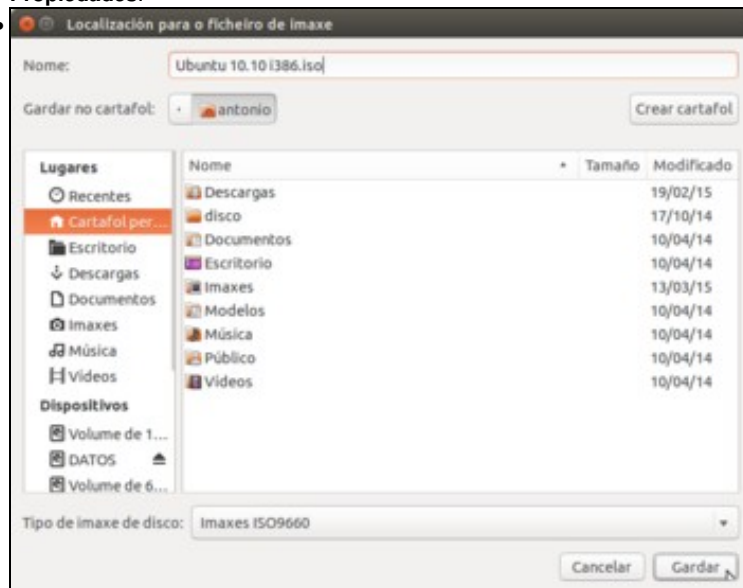 Localización para o ficheiro de imaxe
Nome: Ubuntu 10.10 i386.iso
Gardar no cartafol: antonio Crear cartafol
Lugares
Recentes
Cartafol per...
Escritorio
Descargas
Documentos
Imaxes
Música
Vídeos
Dispositivos
Volume de 1...
DATOS
Volume de 6...
Nome Tamaño Modificado
Descargas 19/02/15
disco 17/10/14
Documentos 10/04/14
Escritorio 10/04/14
Imaxes 13/03/15
Modelos 10/04/14
Música 10/04/14
Público 10/04/14
Vídeos 10/04/14
Tipo de imaxe de disco: Imaxes ISO9660
Cancelar Gardar